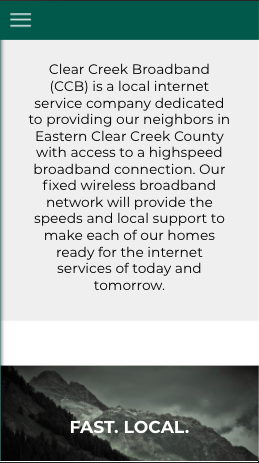 Clear Creek Broadband
(CCB) is a local internet
service company dedicated
to providing our neighbors in
Eastern Clear Creek County
with access to a highspeed
broadband connection. Our
fixed wireless broadband
network will provide the
speeds and local support to
make each of our homes
ready for the internet
services of today and
tomorrow.
FAST. LOCAL.